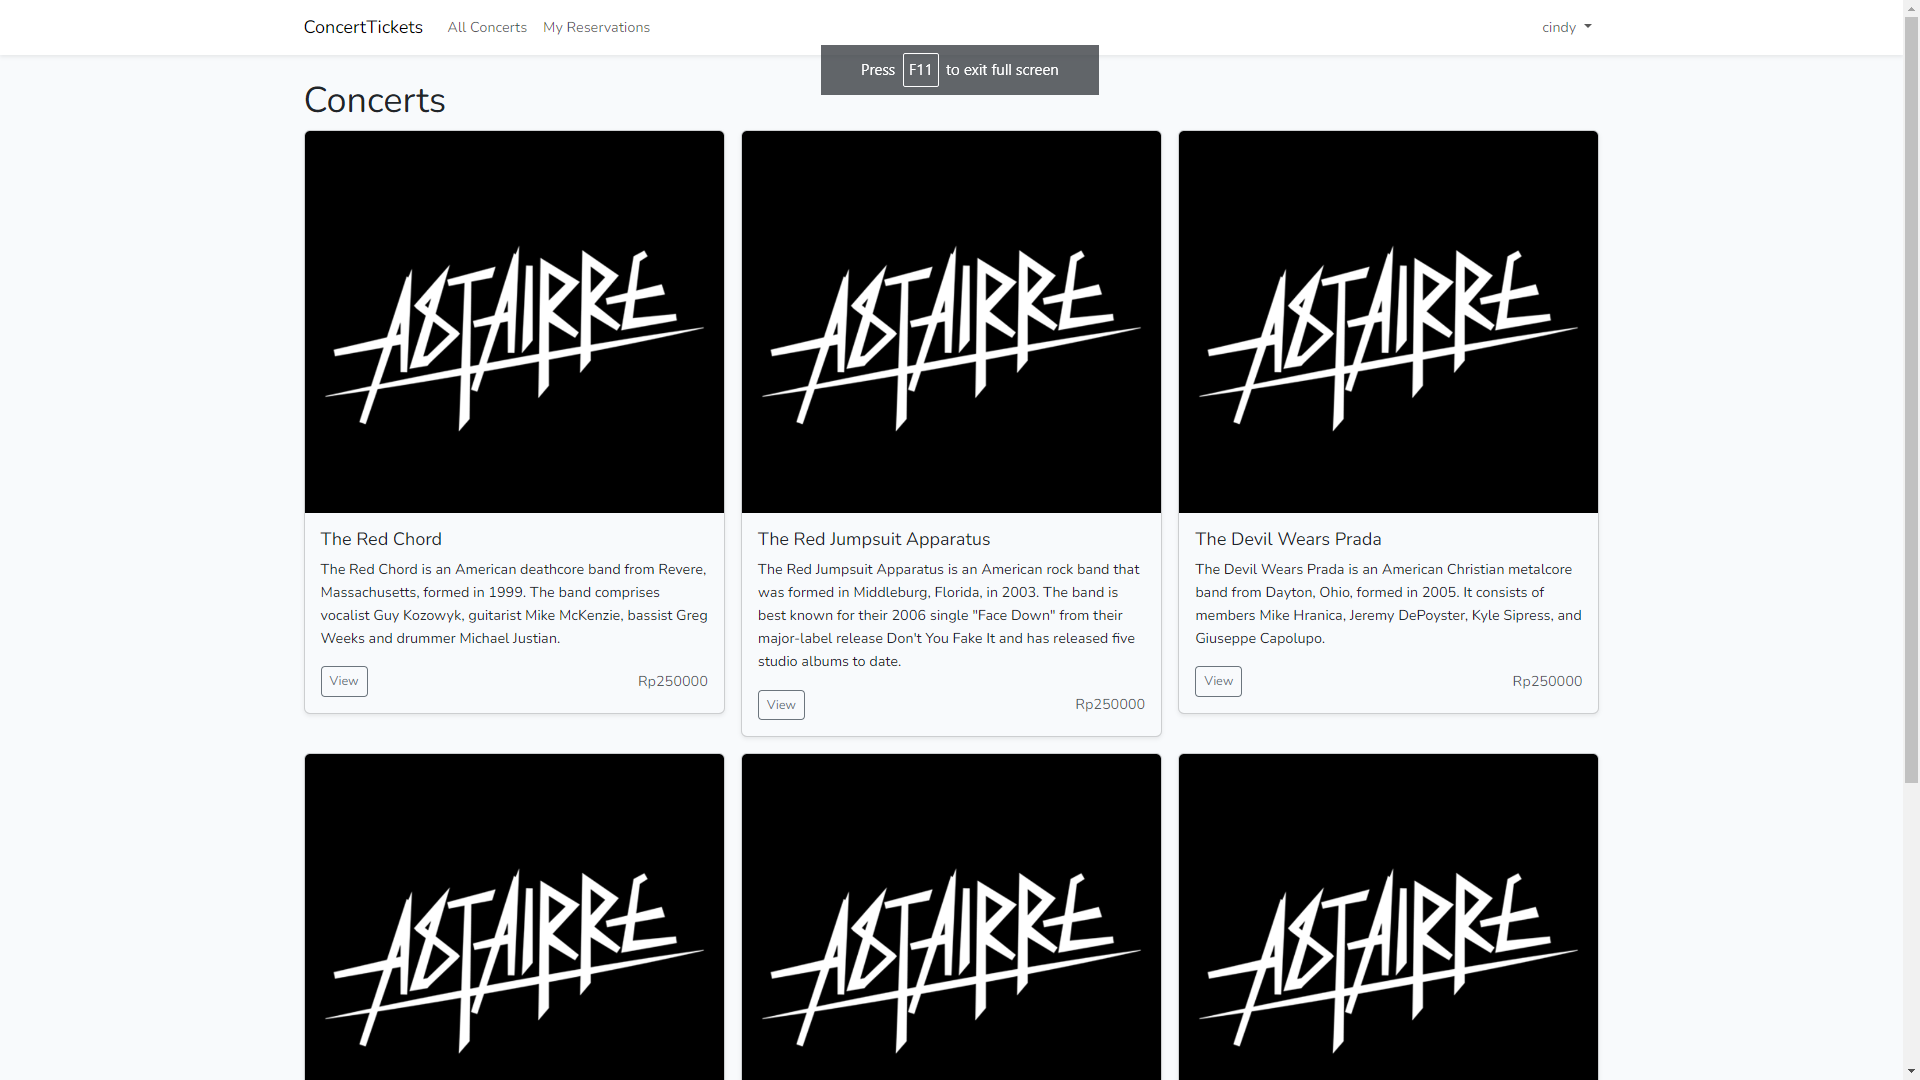 ConcertTickets All Concerts My Reservations cindy
Press F11 to exit full screen
Concerts
ASTAIRRE
ASTAIRRE
ASTAIRRE
The Red Chord
The Red Chord is an American deathcore band from Revere,
Massachusetts, formed in 1999. The band comprises
vocalist Guy Kozowyk, guitarist Mike McKenzie, bassist Greg
Weeks and drummer Michael Justian.
View Rp250000
The Red Jumpsuit Apparatus
The Red Jumpsuit Apparatus is an American rock band that
was formed in Middleburg, Florida, in 2003. The band is
best known for their 2006 single "Face Down" from their
major-label release Don't You Fake It and has released five
studio albums to date.
View Rp250000
The Devil Wears Prada
The Devil Wears Prada is an American Christian metalcore
band from Dayton, Ohio, formed in 2005. It consists of
members Mike Hranica, Jeremy DePoyster, Kyle Sipress, and
Giuseppe Capolupo.
View Rp250000
ASTAIRRE
ASTAIRRE
ASTAIRRE